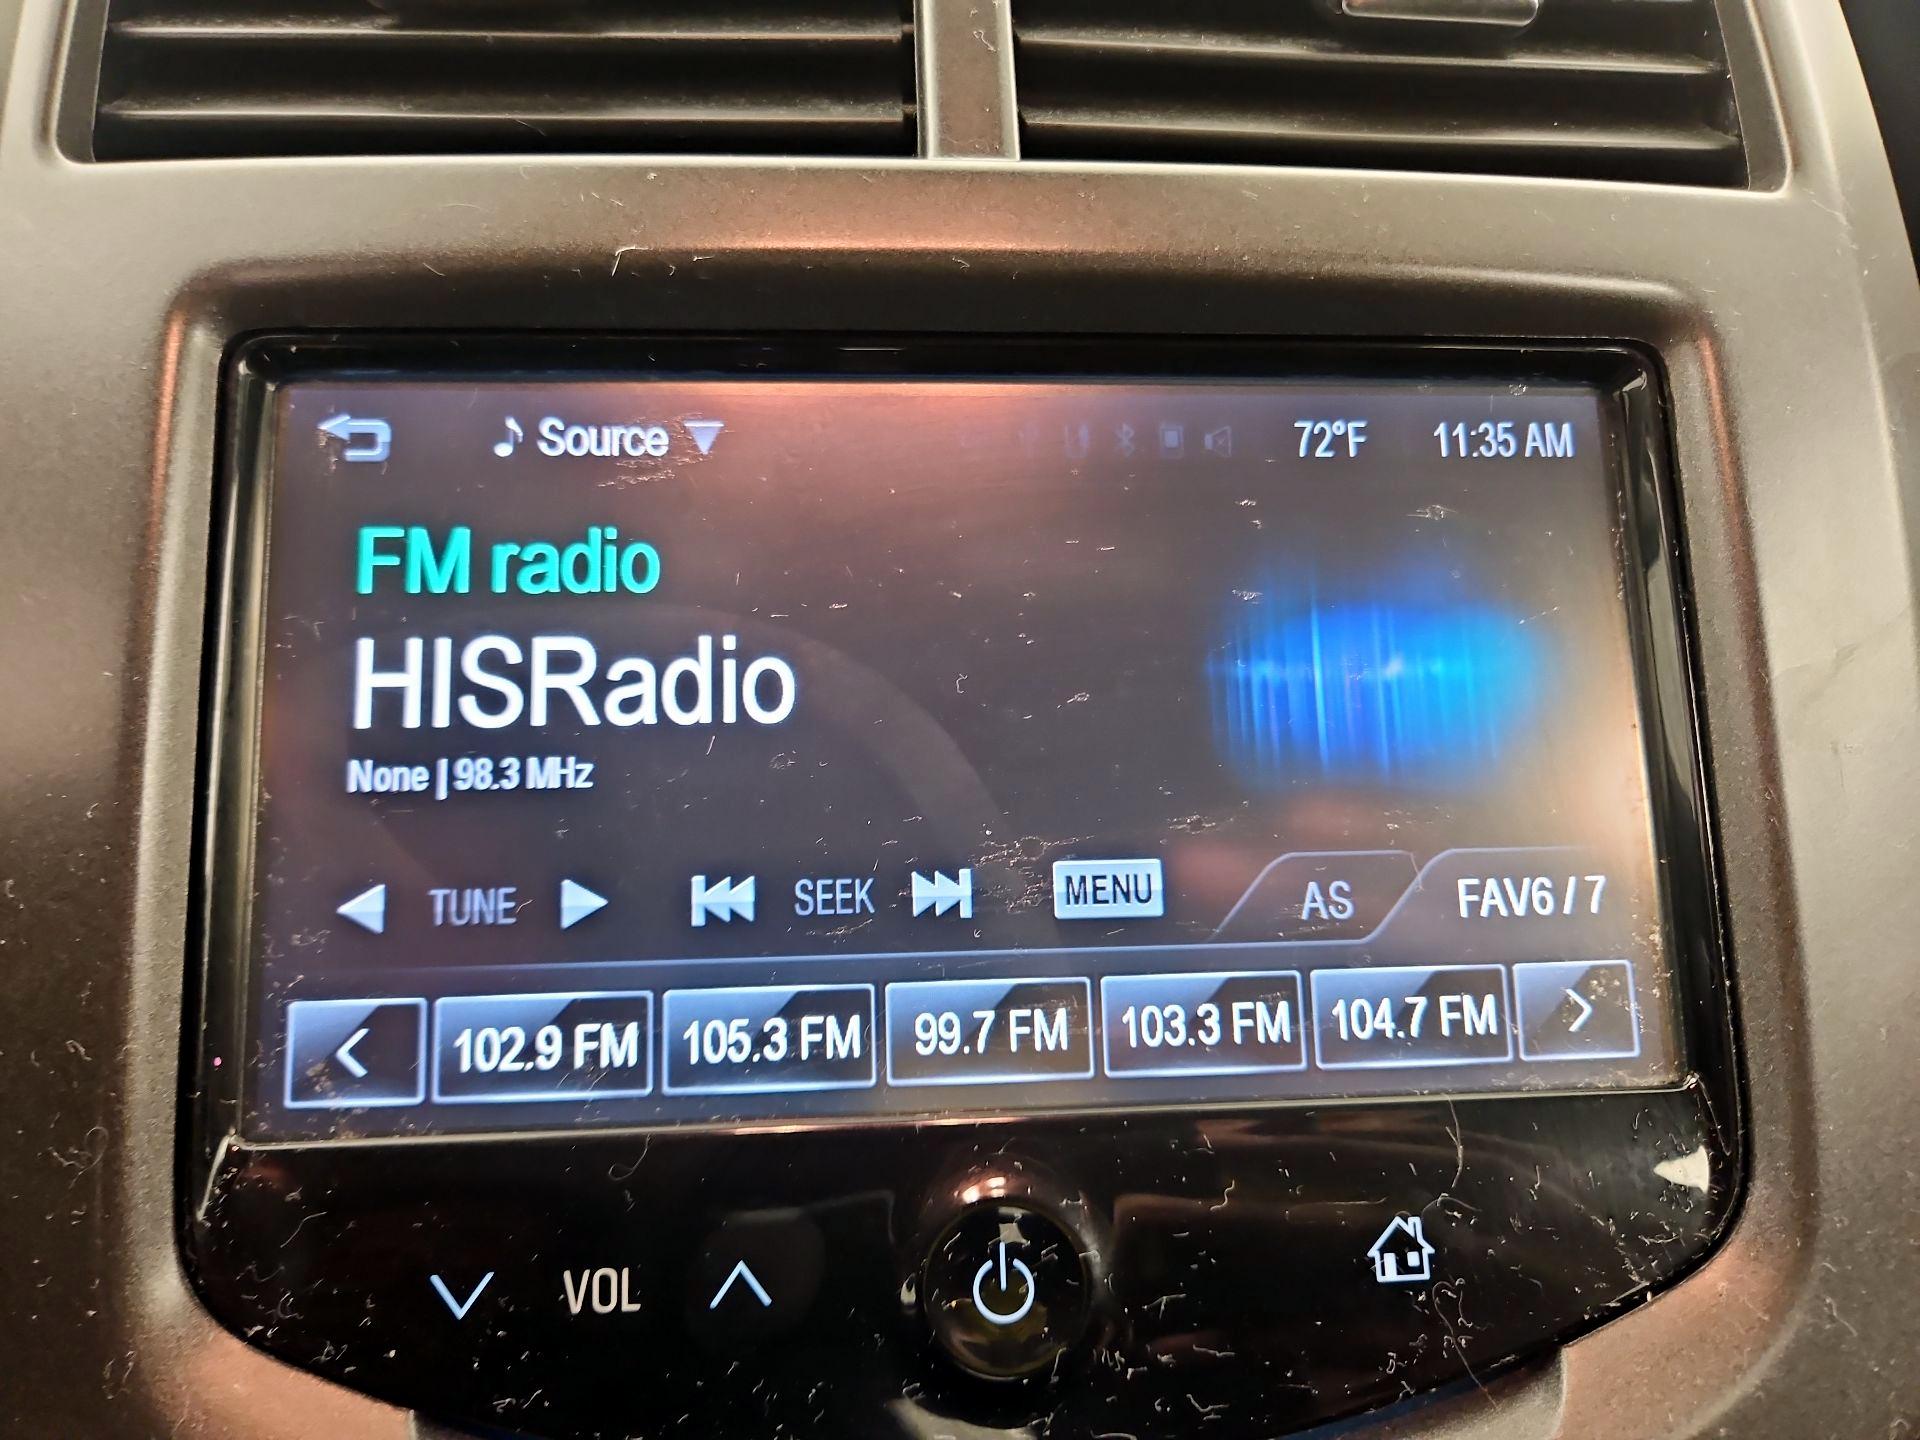 Source 72°F 11:35 AM
FM radio
HISRadio
None | 98.3 MHz
TUNE SEEK MENU AS FAV6 / 7
102.9 FM 105.3 FM 99.7 FM 103.3 FM 104.7 FM
VOL